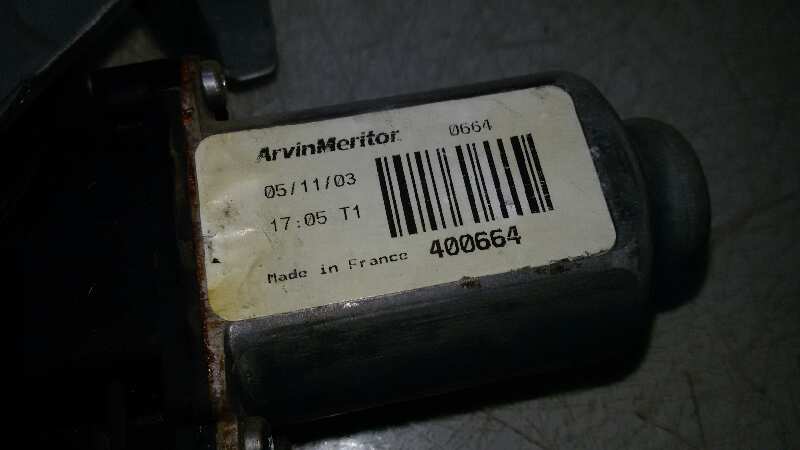 ArvinMeritor 0664
05/11/03
17:05 T1
Made in France 400664